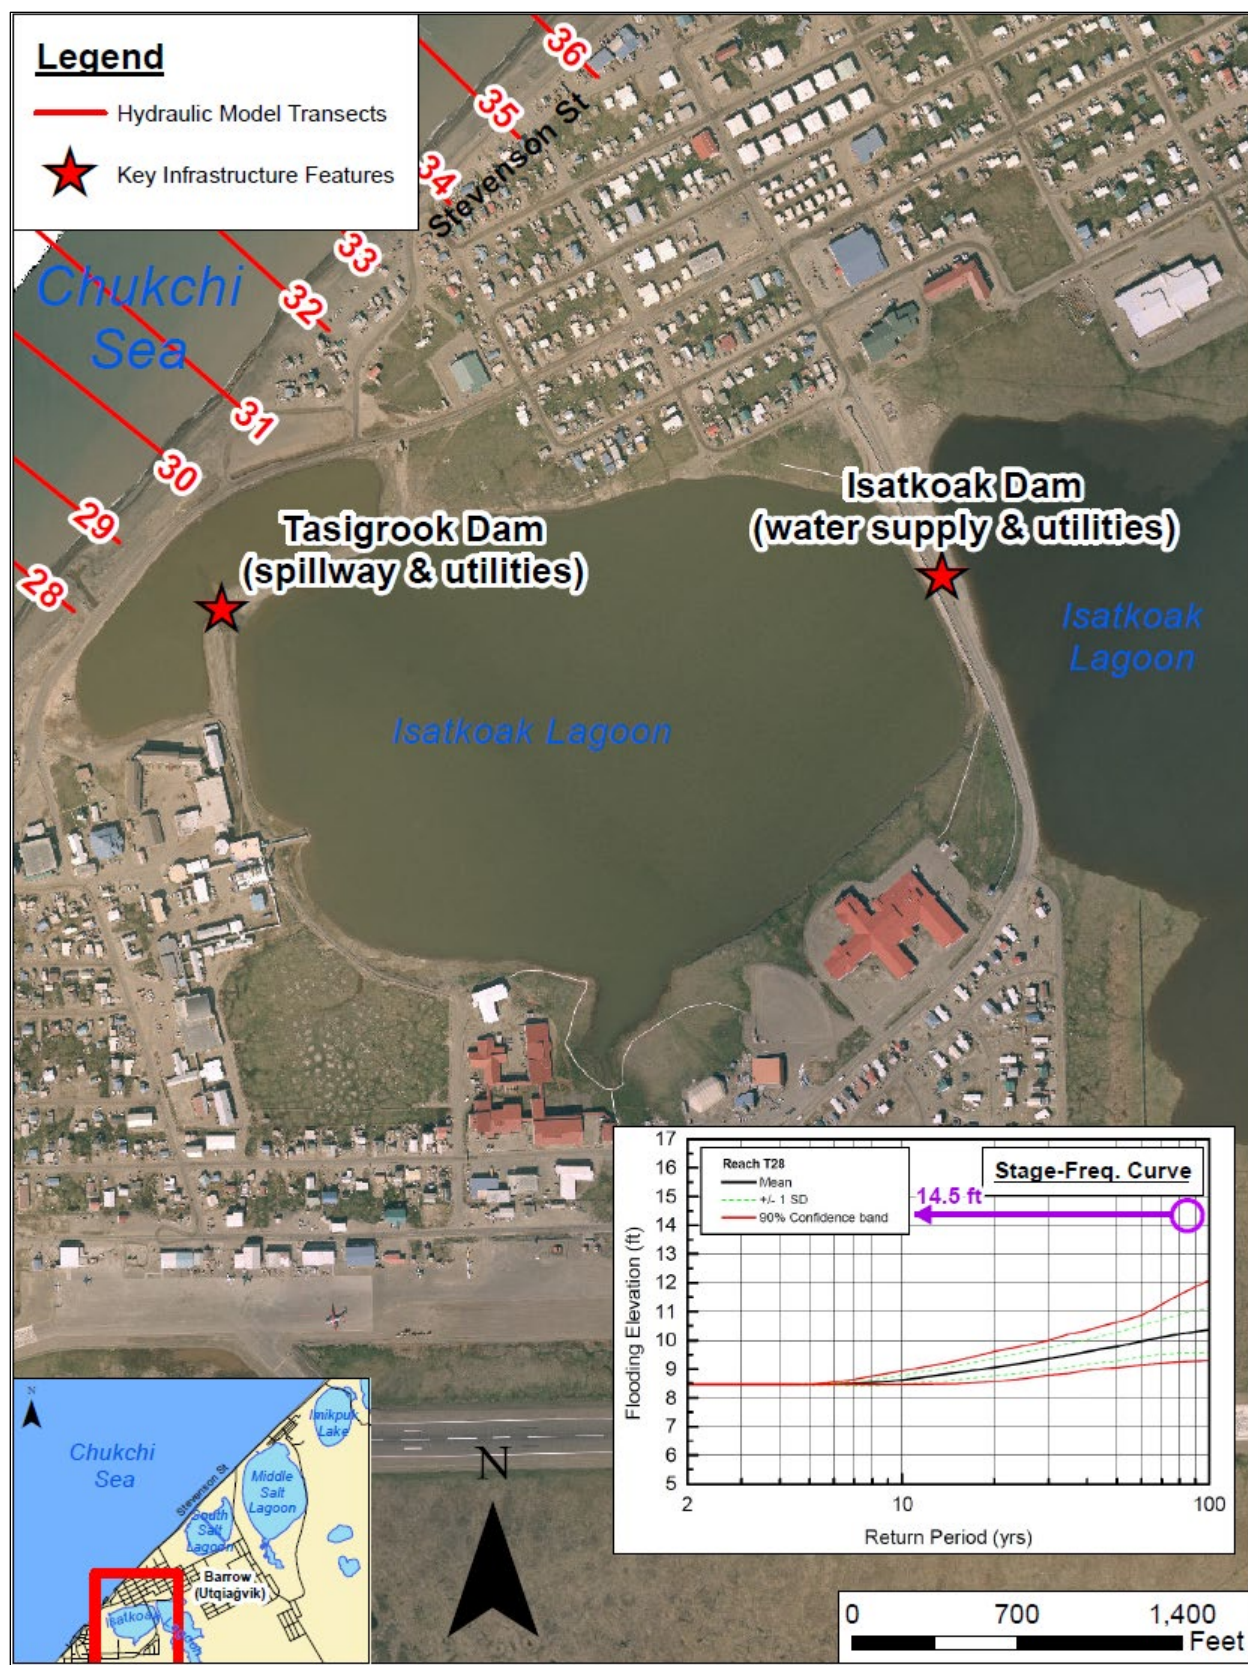 Legend
Hydraulic Model Transects
Key Infrastructure Features
36
35
34
33
32
31
30
29
28
Stevenson St
Chukchi
Sea
Tasigrook Dam
(spillway & utilities)
Isatkoak Dam
(water supply & utilities)
Isatkoak
Lagoon
Isatkoak Lagoon
17
16
15
14
13
12
11
10
9
8
7
6
5
Flooding Elevation (ft)
Reach T28
Mean
+/- 1 SD
90% Confidence band
Stage-Freq. Curve
14.5 ft
2
10
100
Return Period (yrs)
N
N
Chukchi
Sea
Imikpuk
Lake
Stevenson St
Middle
Salt
Lagoon
South
Salt
Lagoon
Barrow
(Utqiaġvik)
Isatkoak
Lagoon
0
700
1,400
Feet